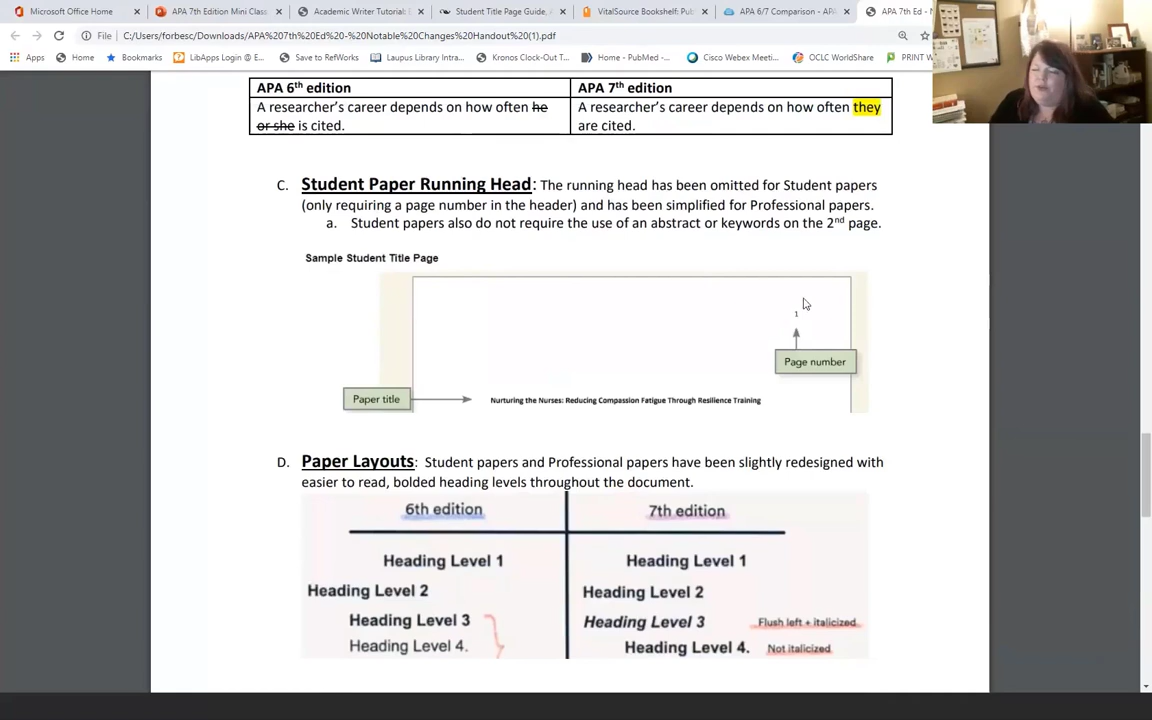 Microsoft Office Home
APA 7th Edition Mini Class
Academic Writer Tutorial:
Student Title Page Guide,
VitalSource Bookshelf: Pu
APA 6/7 Comparison - APA
APA 7th Ed -
File
C:/Users/forbesc/Downloads/APA%207th%20Ed%20-%20Notable%20Changes%20Handout%20(1).pdf
Apps
Home
Bookmarks
LibApps Login @ E...
Save to RefWorks
Laupus Library Intra...
Kronos Clock-Out T...
Home - PubMed -...
Cisco Webex Meeti...
OCLC WorldShare
PRINT W
APA 6th edition
APA 7th edition
A researcher's career depends on how often he
or she is cited.
A researcher's career depends on how often they
are cited.
C. Student Paper Running Head: The running head has been omitted for Student papers
(only requiring a page number in the header) and has been simplified for Professional papers.
a. Student papers also do not require the use of an abstract or keywords on the 2nd page.
Sample Student Title Page
1
Page number
Paper title
Nurturing the Nurses: Reducing Compassion Fatigue Through Resilience Training
D. Paper Layouts: Student papers and Professional papers have been slightly redesigned with
easier to read, bolded heading levels throughout the document.
6th edition
7th edition
Heading Level 1
Heading Level 1
Heading Level 2
Heading Level 2
Heading Level 3
Heading Level 3
Flush left + italicized
Heading Level 4.
Heading Level 4.
Not italicized